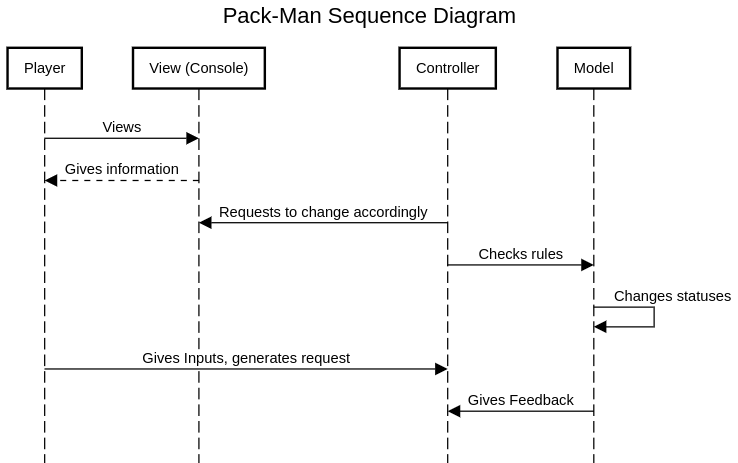 Pack-Man Sequence Diagram
Player
View (Console)
Controller
Model
Views
Gives information
Requests to change accordingly
Checks rules
Changes statuses
Gives Inputs, generates request
Gives Feedback